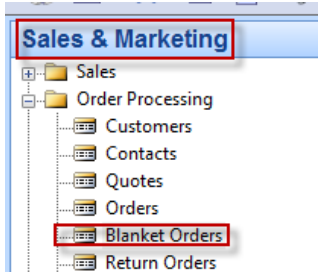 Sales & Marketing
Sales
Order Processing
Customers
Contacts
Quotes
Orders
Blanket Orders
Return Orders